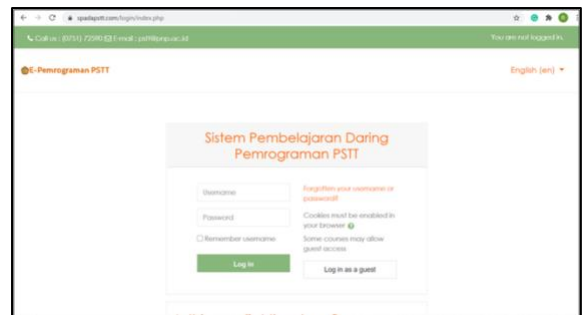 spadapstt.com/login/index.php
Call us : (0751) 72590 E-mail : pstt@pnp.ac.id
You are not logged in.
E-Pemrograman PSTT
English (en)
Sistem Pembelajaran Daring
Pemrograman PSTT
Username
Password
Remember username
Log in
Forgotten your username or
password?
Cookies must be enabled in
your browser
Some courses may allow
guest access
Log in as a guest